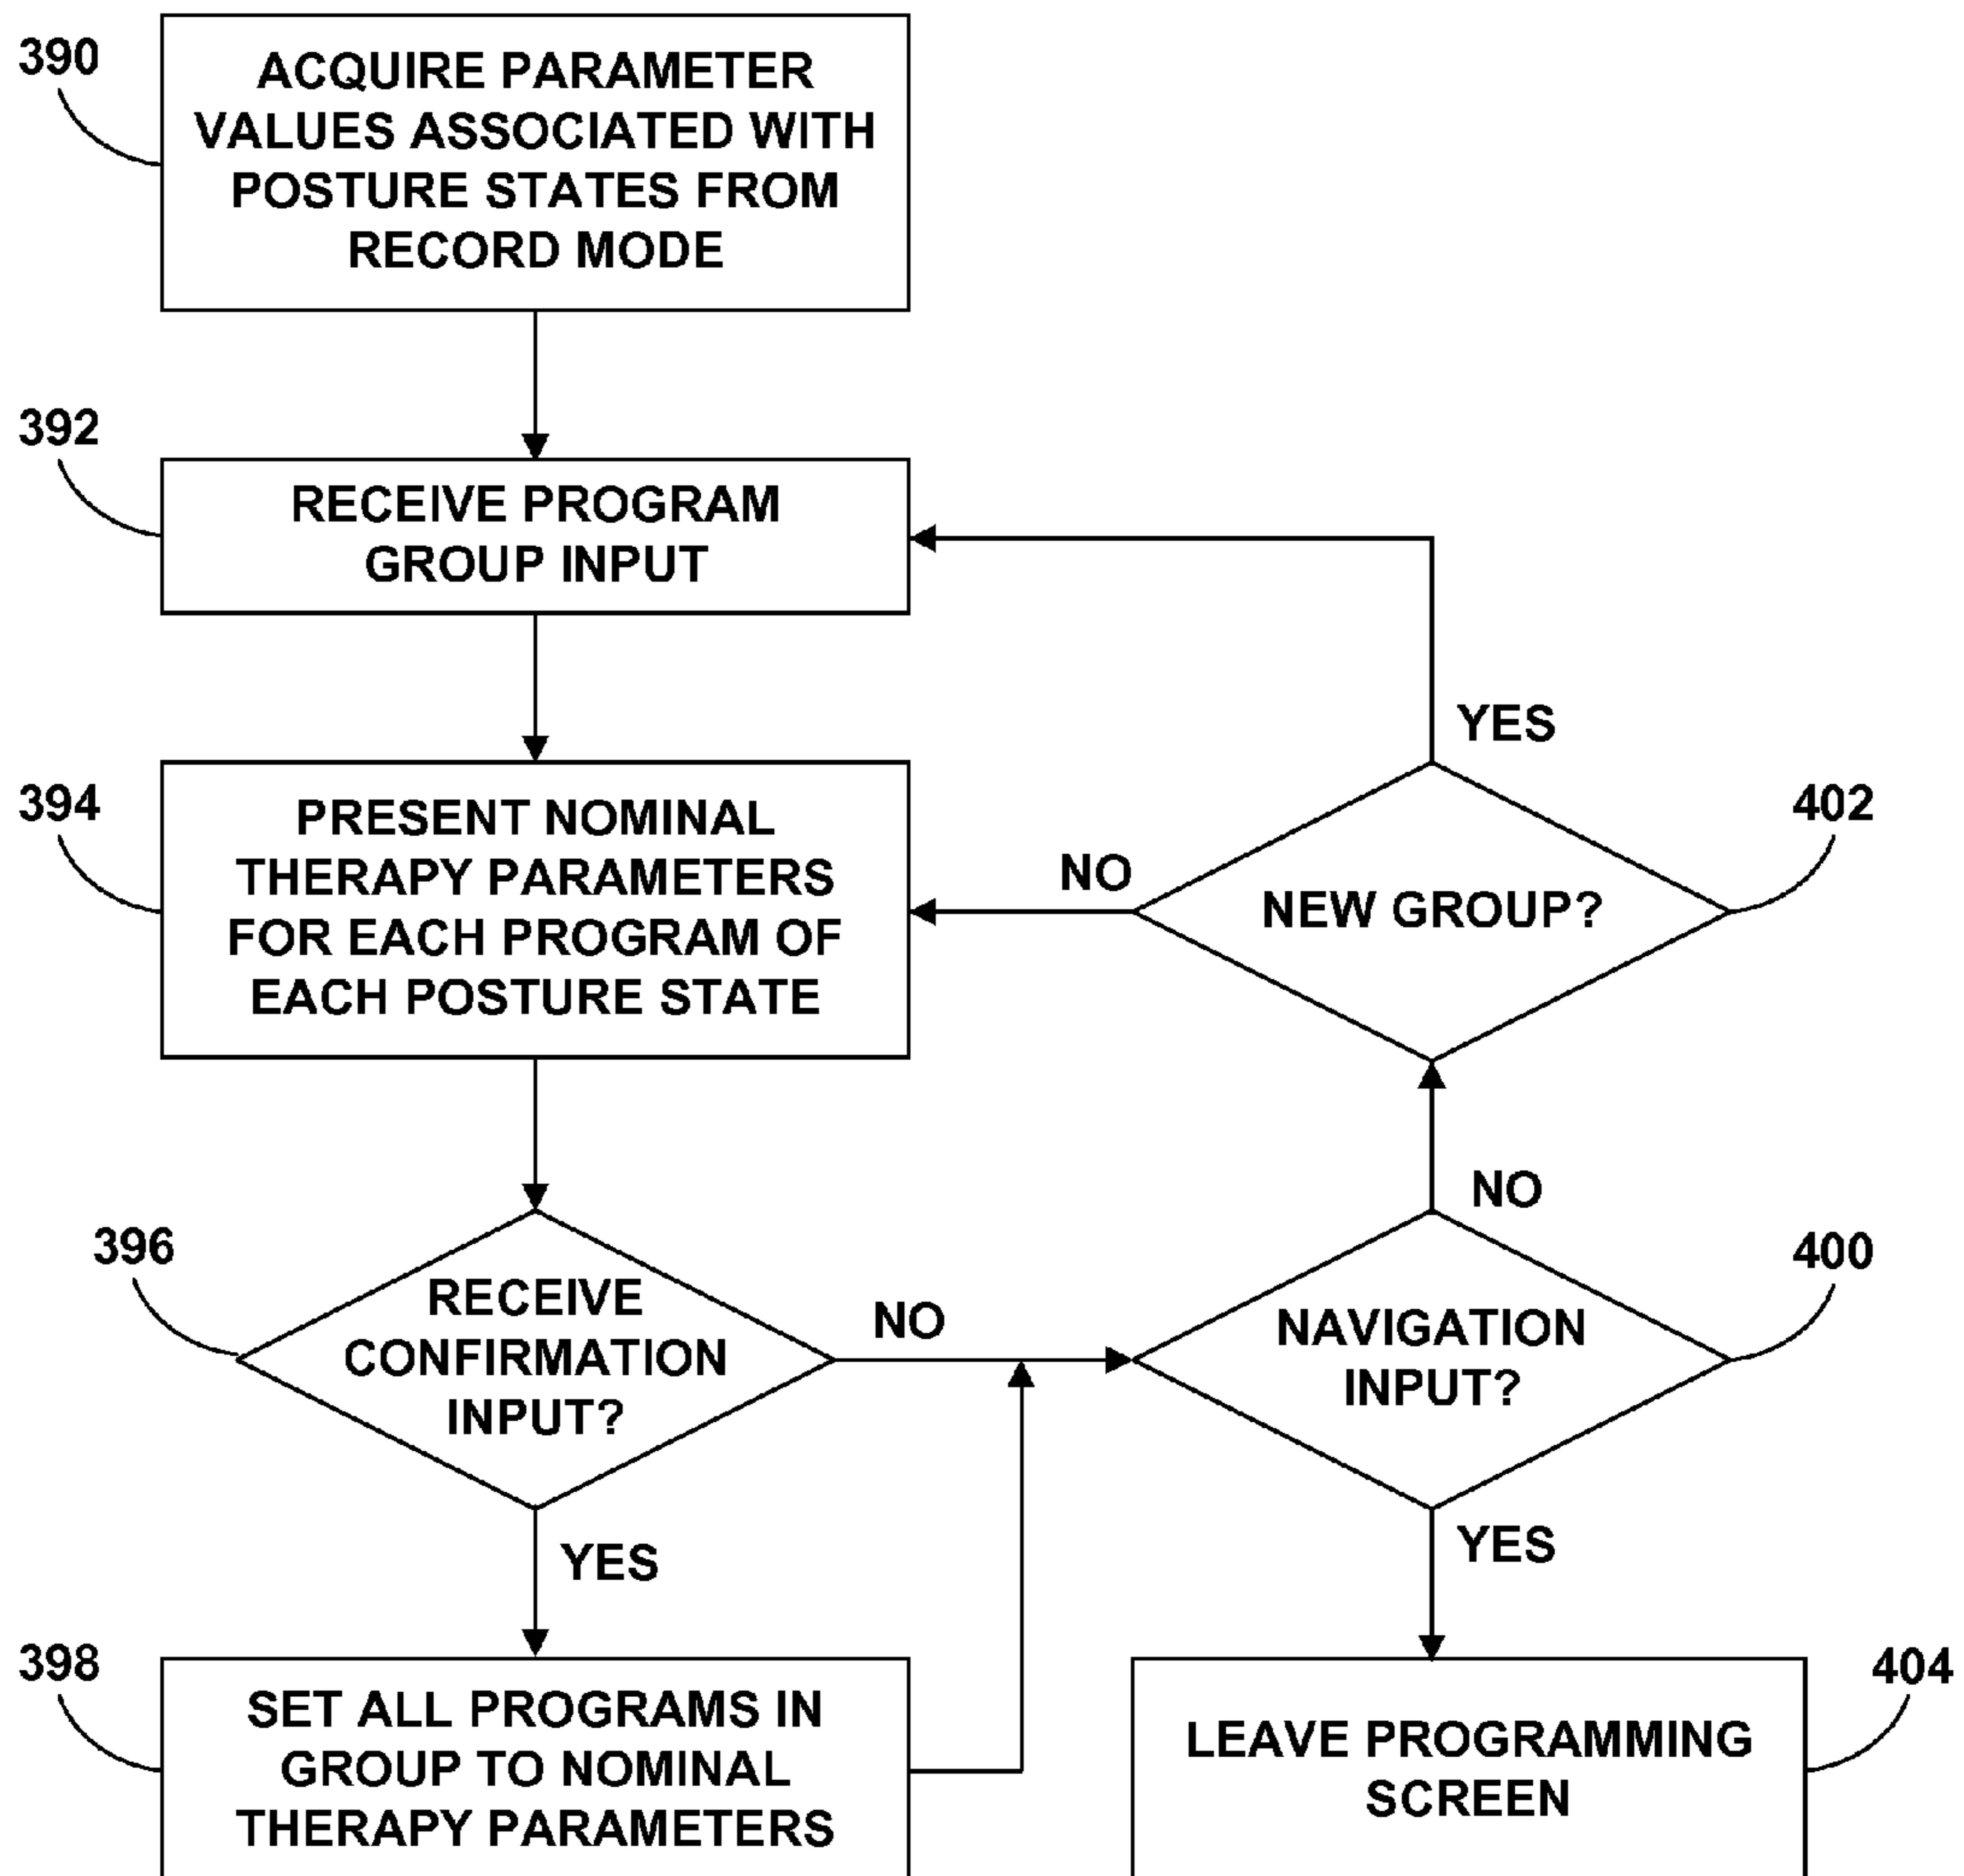 390
ACQUIRE PARAMETER
VALUES ASSOCIATED WITH
POSTURE STATES FROM
RECORD MODE
392
RECEIVE PROGRAM
GROUP INPUT
YES
394
PRESENT NOMINAL
THERAPY PARAMETERS
FOR EACH PROGRAM OF
EACH POSTURE STATE
NO
NEW GROUP?
402
396
RECEIVE
CONFIRMATION
INPUT?
NO
NO
NAVIGATION
INPUT?
400
YES
YES
398
SET ALL PROGRAMS IN
GROUP TO NOMINAL
THERAPY PARAMETERS
LEAVE PROGRAMMING
SCREEN
404